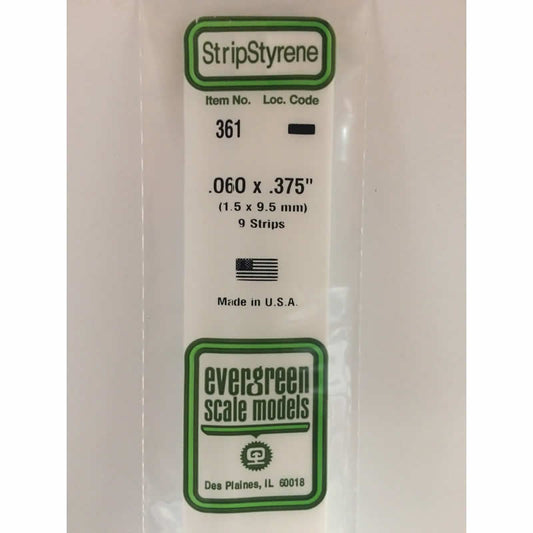 StripStyrene
Item No. Loc. Code
361
.060 x .375"
(1.5 x 9.5 mm)
9 Strips
Made in U.S.A.
evergreen
scale models
Des Plaines, IL 60018